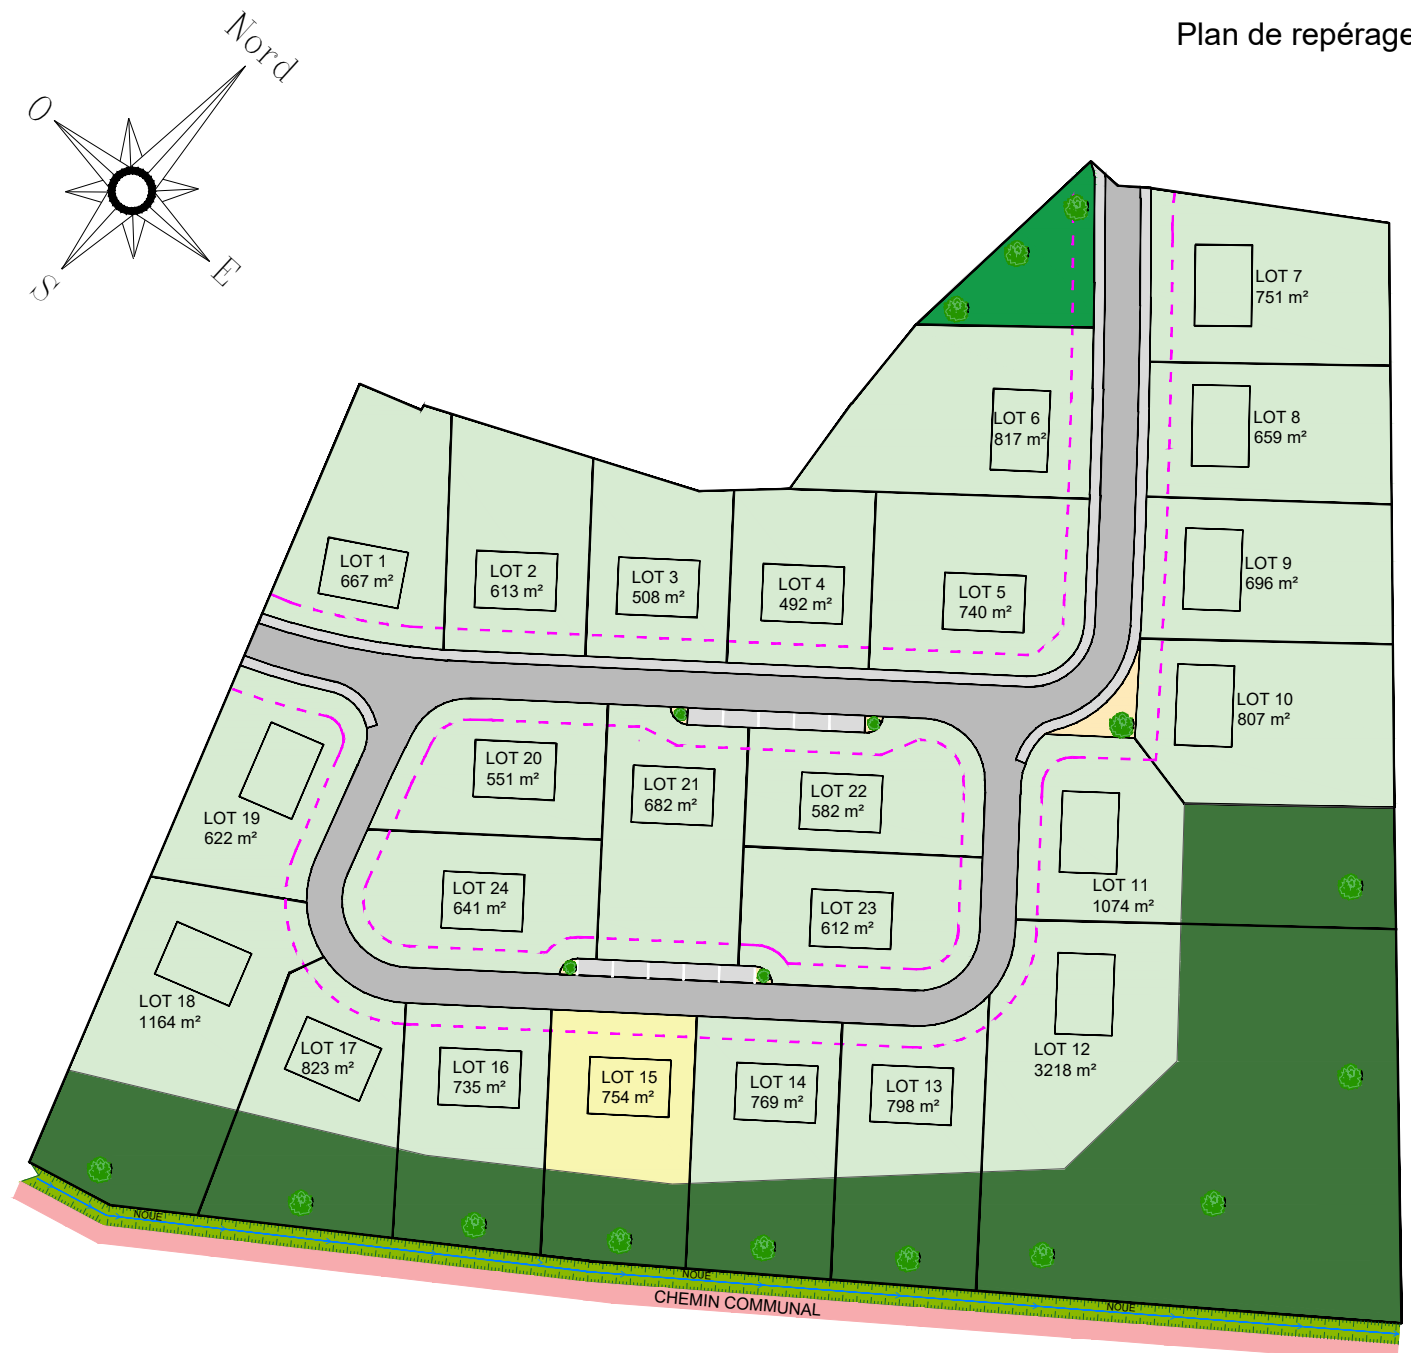 Plan de repérage
Nord
O
S
E
LOT 7
751 m²
LOT 6
817 m²
LOT 8
659 m²
LOT 1
667 m²
LOT 2
613 m²
LOT 3
508 m²
LOT 4
492 m²
LOT 5
740 m²
LOT 9
696 m²
LOT 10
807 m²
LOT 19
622 m²
LOT 20
551 m²
LOT 21
682 m²
LOT 22
582 m²
LOT 24
641 m²
LOT 23
612 m²
LOT 11
1074 m²
LOT 18
1164 m²
LOT 17
823 m²
LOT 16
735 m²
LOT 15
754 m²
LOT 14
769 m²
LOT 13
798 m²
LOT 12
3218 m²
NOUE
NOUE
NOUE
CHEMIN COMMUNAL